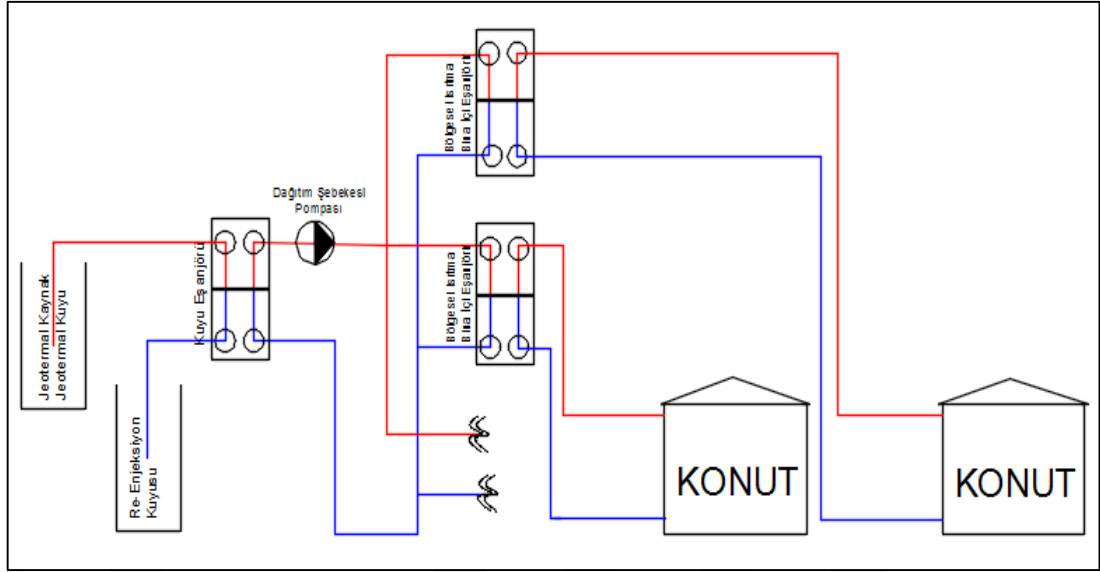 Jeotermal Kaynak
Jeotermal Kuyu
Re-Enjeksiyon
Kuyusu
Kuyu Eşanjörü
Dağıtım Şebekesi
Pompası
Bölgesel Isıtma
Bina İçi Eşanjörü
Bölgesel Isıtma
Bina İçi Eşanjörü
KONUT
KONUT